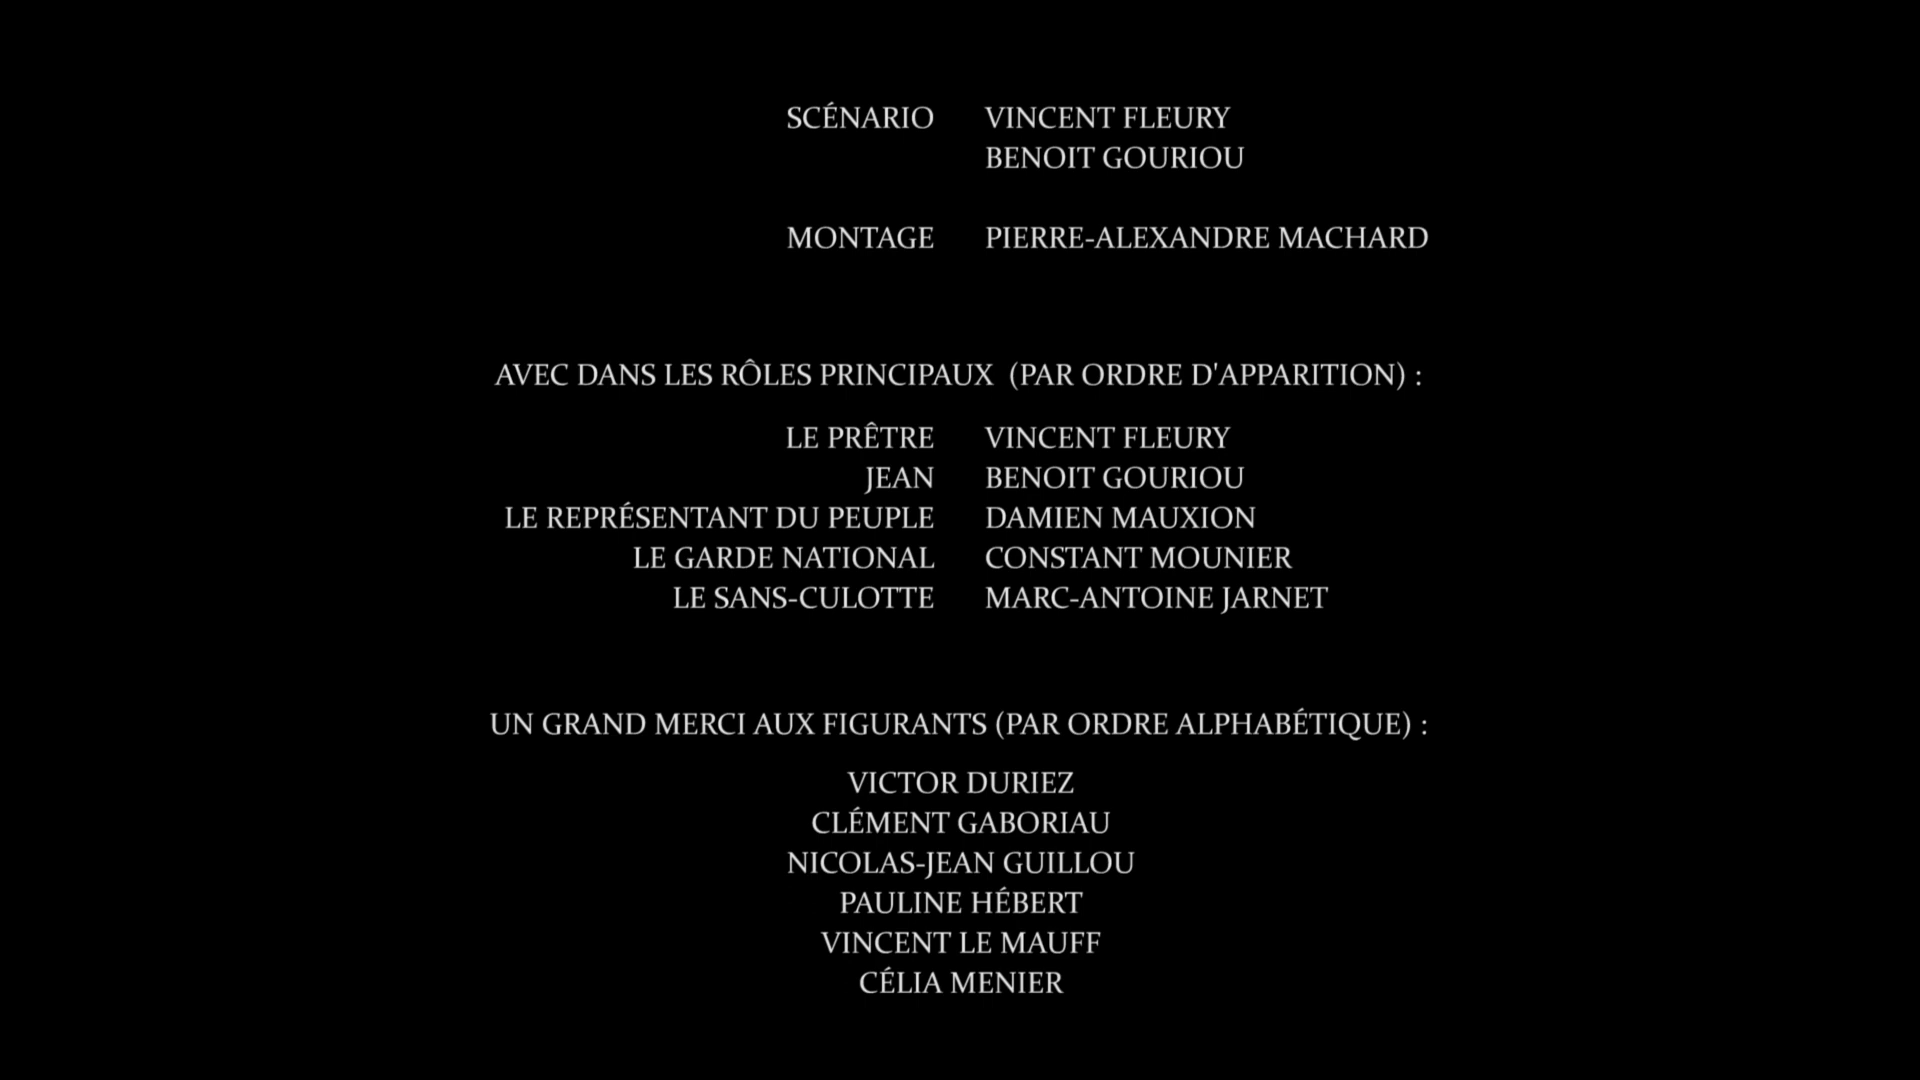 SCÉNARIO VINCENT FLEURY
BENOIT GOURIOU
MONTAGE PIERRE-ALEXANDRE MACHARD
AVEC DANS LES RÔLES PRINCIPAUX (PAR ORDRE D'APPARITION) :
LE PRÊTRE VINCENT FLEURY
JEAN BENOIT GOURIOU
LE REPRÉSENTANT DU PEUPLE DAMIEN MAUXION
LE GARDE NATIONAL CONSTANT MOUNIER
LE SANS-CULOTTE MARC-ANTOINE JARNET
UN GRAND MERCI AUX FIGURANTS (PAR ORDRE ALPHABÉTIQUE) :
VICTOR DURIEZ
CLÉMENT GABORIAU
NICOLAS-JEAN GUILLOU
PAULINE HÉBERT
VINCENT LE MAUFF
CÉLIA MENIER